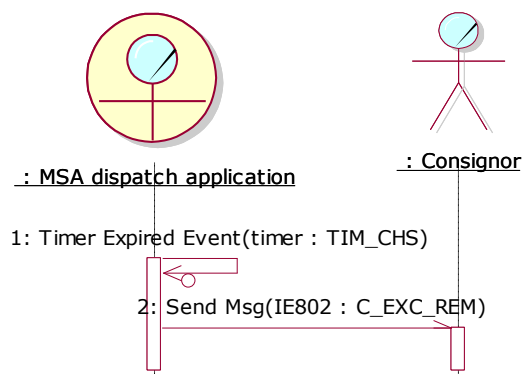 : MSA dispatch application
: Consignor
1: Timer Expired Event(timer : TIM_CHS)
2: Send Msg(IE802 : C_EXC_REM)